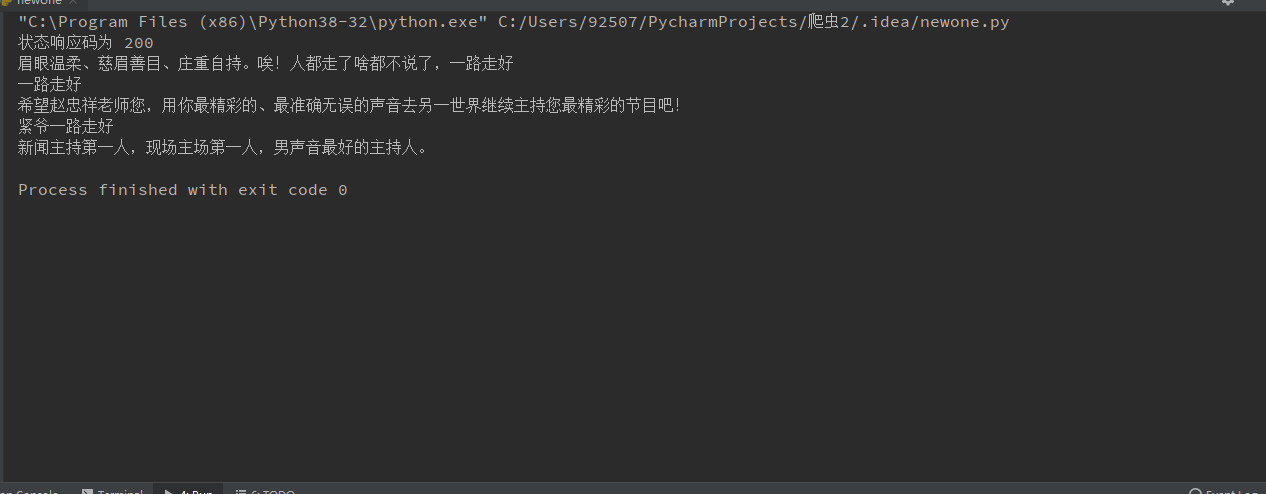 newone
"C:\Program Files (x86)\Python38-32\python.exe" C:/Users/92507/PycharmProjects/爬虫2/.idea/newone.py
状态响应码为 200
眉眼温柔、慈眉善目、庄重自持。唉！人都走了啥都不说了，一路走好
一路走好
希望赵忠祥老师您，用你最精彩的、最准确无误的声音去另一世界继续主持您最精彩的节目吧！
紧爷一路走好
新闻主持第一人，现场主场第一人，男声音最好的主持人。
Process finished with exit code 0
Console Terminal 4: Run 6: TODO Event Log